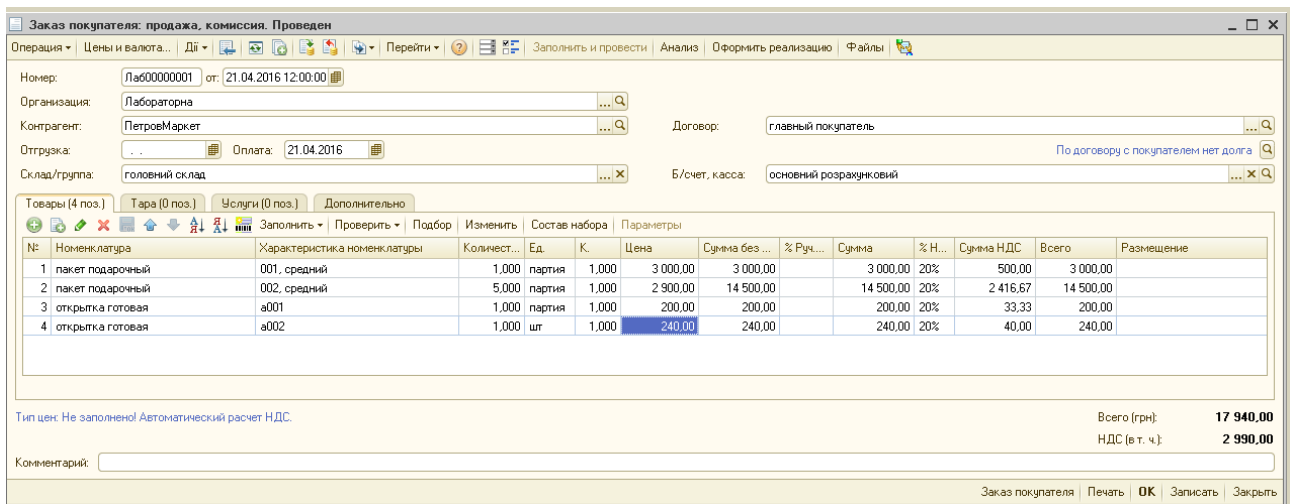 Заказ покупателя: продажа, комиссия. Проведен
Операция Цены и валюта... Дії Перейти Заполнить и провести Анализ Оформить реализацию Файлы
Номер: Лаб00000001 от: 21.04.2016 12:00:00
Организация: Лабораторна
Контрагент: ПетровМаркет Договор: главный покупатель
Отгрузка: . . Оплата: 21.04.2016 По договору с покупателем нет долга
Склад/группа: головний склад Б/счет, касса: основний розрахунковий
Товары (4 поз.) Тара (0 поз.) Услуги (0 поз.) Дополнительно
Заполнить Проверить Подбор Изменить Состав набора Параметры
№ Номенклатура Характеристика номенклатуры Количест... Ед. К. Цена Сумма без ... % Руч.... Сумма % Н... Сумма НДС Всего Размещение
1 пакет подарочный 001, средний 1,000 партия 1,000 3 000,00 3 000,00 3 000,00 20% 500,00 3 000,00
2 пакет подарочный 002, средний 5,000 партия 1,000 2 900,00 14 500,00 14 500,00 20% 2 416,67 14 500,00
3 открытка готовая а001 1,000 партия 1,000 200,00 200,00 200,00 20% 33,33 200,00
4 открытка готовая а002 1,000 шт 1,000 240,00 240,00 240,00 20% 40,00 240,00
Тип цен: Не заполнено! Автоматический расчет НДС. Всего (грн): 17 940,00
НДС (в т. ч.): 2 990,00
Комментарий:
Заказ покупателя Печать OK Записать Закрыть